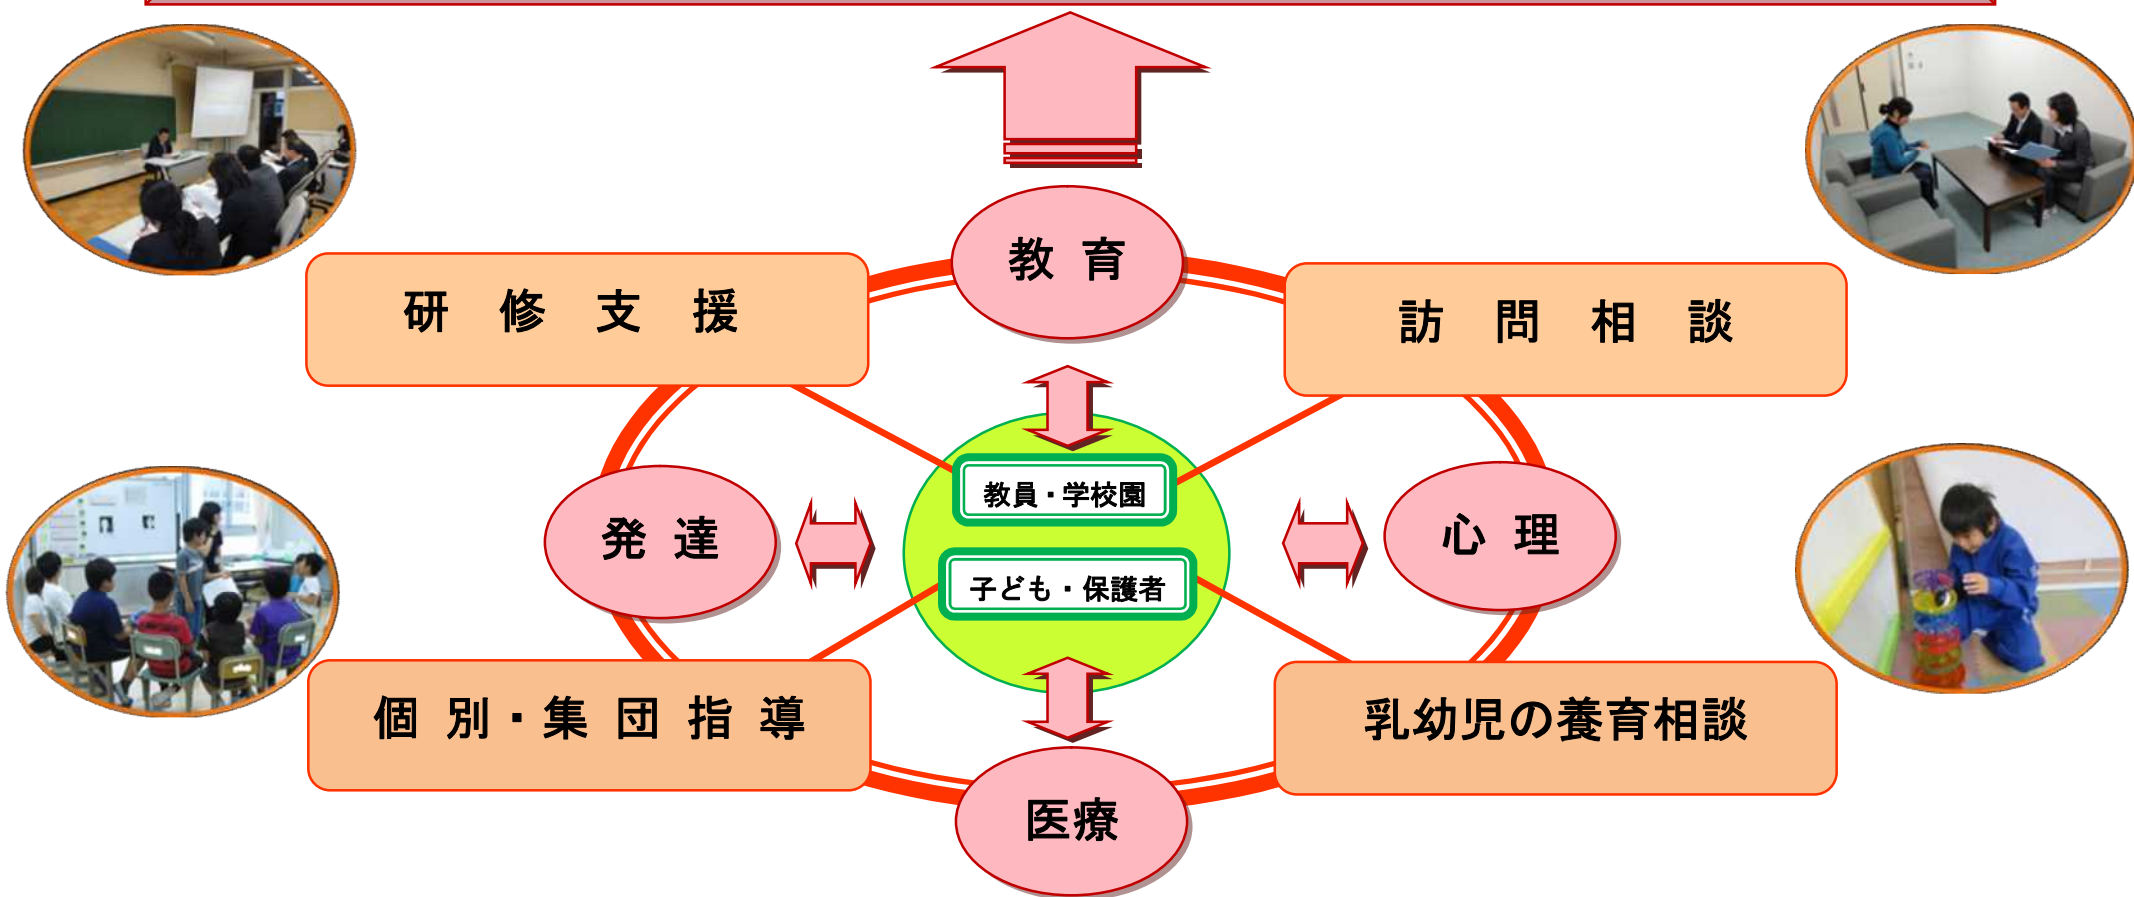 教 育
研 修 支 援
訪 問 相 談
教員・学校園
発 達
心 理
子ども・保護者
個 別・集 団 指 導
乳幼児の養育相談
医療